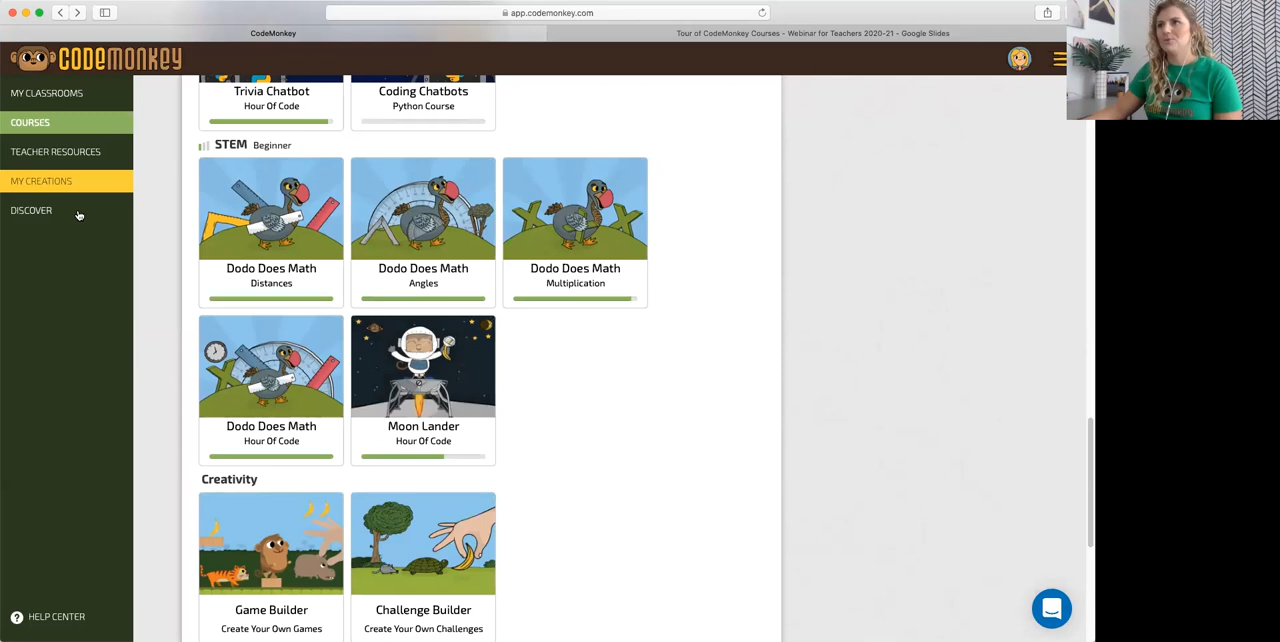 app.codemonkey.com
CodeMonkey
Tour of CodeMonkey Courses - Webinar for Teachers 2020-21 - Google Slides
CODEMONKEY
MY CLASSROOMS
COURSES
TEACHER RESOURCES
MY CREATIONS
DISCOVER
HELP CENTER
Trivia Chatbot
Hour Of Code
Coding Chatbots
Python Course
STEM Beginner
Dodo Does Math
Distances
Dodo Does Math
Angles
Dodo Does Math
Multiplication
Dodo Does Math
Hour Of Code
Moon Lander
Hour Of Code
Creativity
Game Builder
Create Your Own Games
Challenge Builder
Create Your Own Challenges